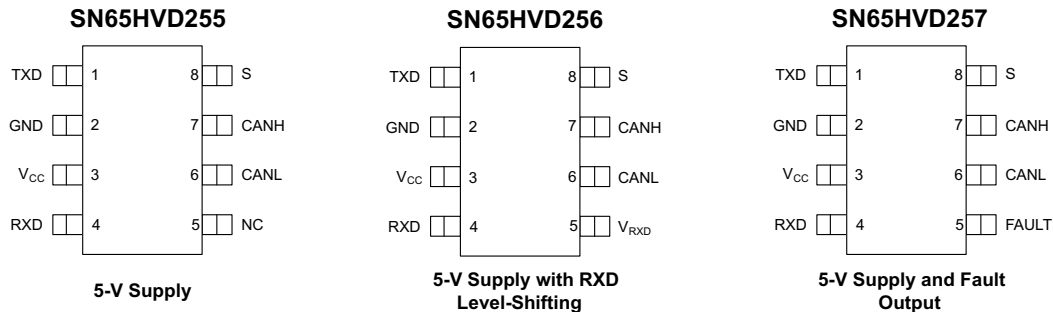 SN65HVD255
TXD 1 8 S
GND 2 7 CANH
VCC 3 6 CANL
RXD 4 5 NC
5-V Supply
SN65HVD256
TXD 1 8 S
GND 2 7 CANH
VCC 3 6 CANL
RXD 4 5 VRXD
5-V Supply with RXD
Level-Shifting
SN65HVD257
TXD 1 8 S
GND 2 7 CANH
VCC 3 6 CANL
RXD 4 5 FAULT
5-V Supply and Fault
Output